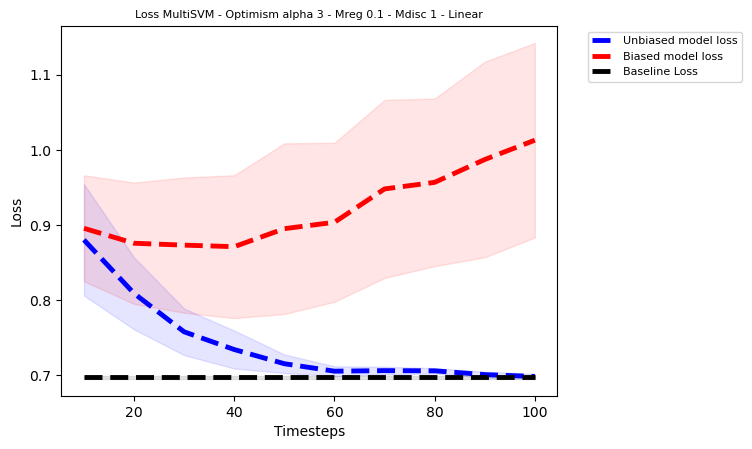 Loss MultiSVM - Optimism alpha 3 - Mreg 0.1 - Mdisc 1 - Linear
Unbiased model loss
Biased model loss
Baseline Loss
Loss
1.1
1.0
0.9
0.8
0.7
20 40 60 80 100
Timesteps